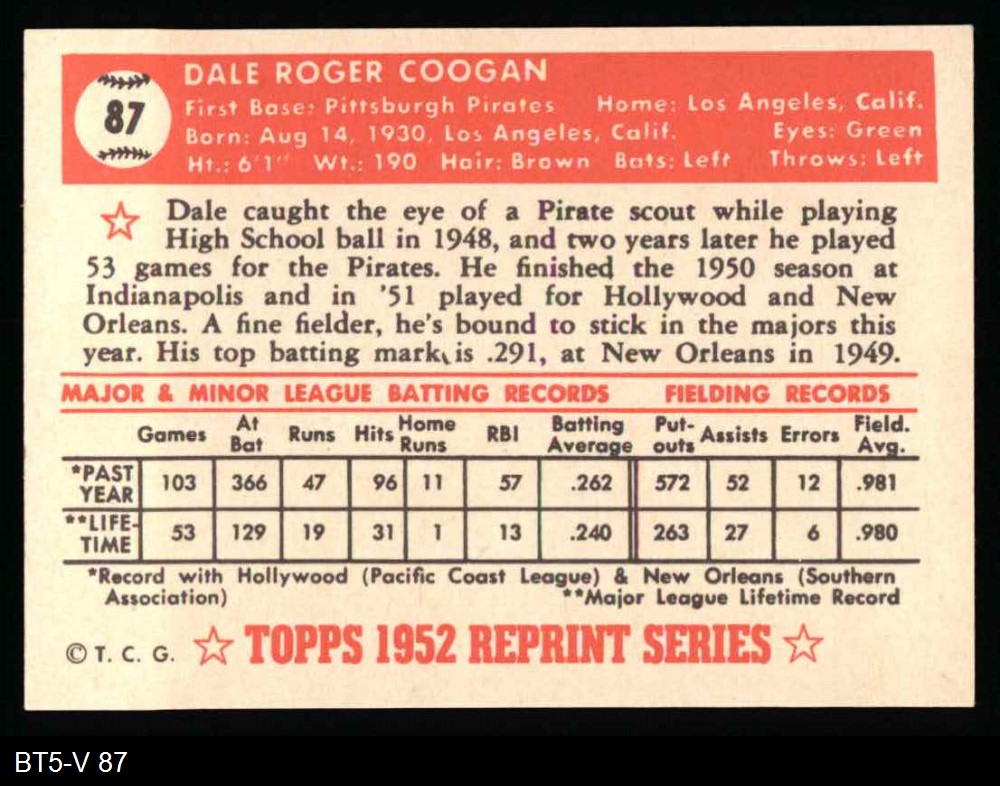 87
DALE ROGER COOGAN
First Base: Pittsburgh Pirates Home: Los Angeles, Calif.
Born: Aug 14, 1930, Los Angeles, Calif. Eyes: Green
Ht.: 6'1" Wt.: 190 Hair: Brown Bats: Left Throws: Left
Dale caught the eye of a Pirate scout while playing
High School ball in 1948, and two years later he played
53 games for the Pirates. He finished the 1950 season at
Indianapolis and in '51 played for Hollywood and New
Orleans. A fine fielder, he's bound to stick in the majors this
year. His top batting mark is .291, at New Orleans in 1949.
MAJOR & MINOR LEAGUE BATTING RECORDS FIELDING RECORDS
Games At Bat Runs Hits Home Runs RBI Batting Average Put-outs Assists Errors Field. Avg.
*PAST YEAR 103 366 47 96 11 57 .262 572 52 12 .981
**LIFE-TIME 53 129 19 31 1 13 .240 263 27 6 .980
*Record with Hollywood (Pacific Coast League) & New Orleans (Southern
Association) **Major League Lifetime Record
© T. C. G. ☆ TOPPS 1952 REPRINT SERIES ☆
BT5-V 87